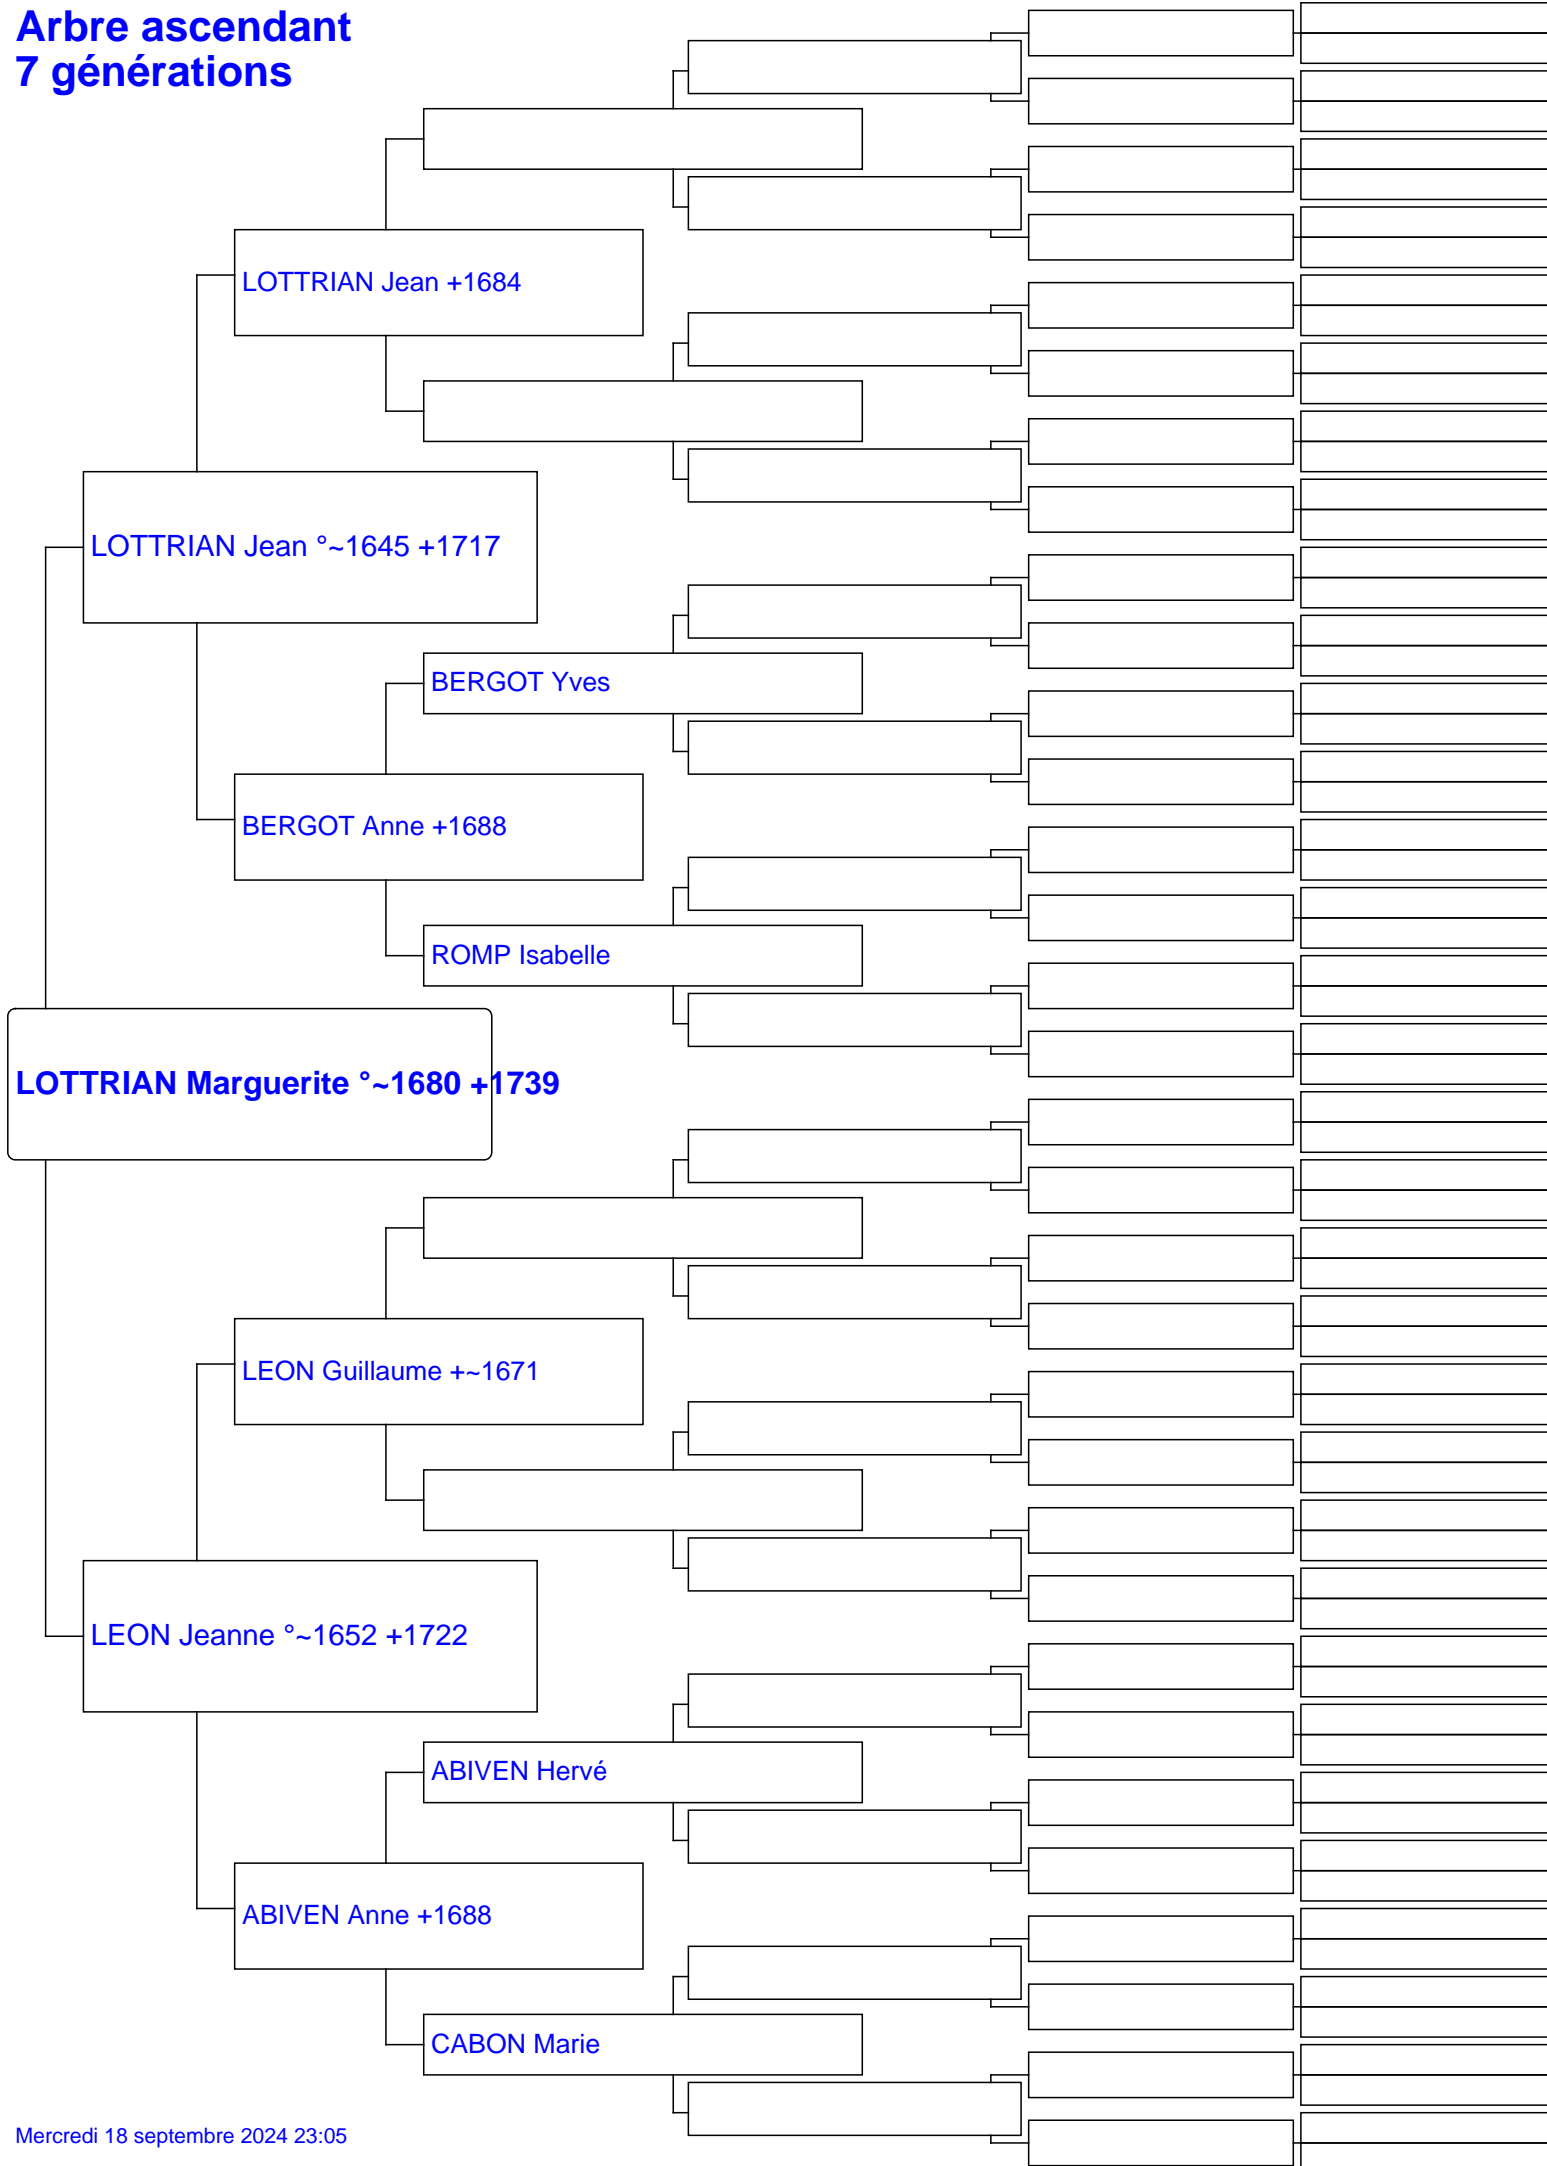 Arbre ascendant
7 générations
LOTTRIAN Jean +1684
LOTTRIAN Jean °~1645 +1717
BERGOT Yves
BERGOT Anne +1688
ROMP Isabelle
LOTTRIAN Marguerite °~1680 +1739
LEON Guillaume +~1671
LEON Jeanne °~1652 +1722
ABIVEN Hervé
ABIVEN Anne +1688
CABON Marie
Mercredi 18 septembre 2024 23:05